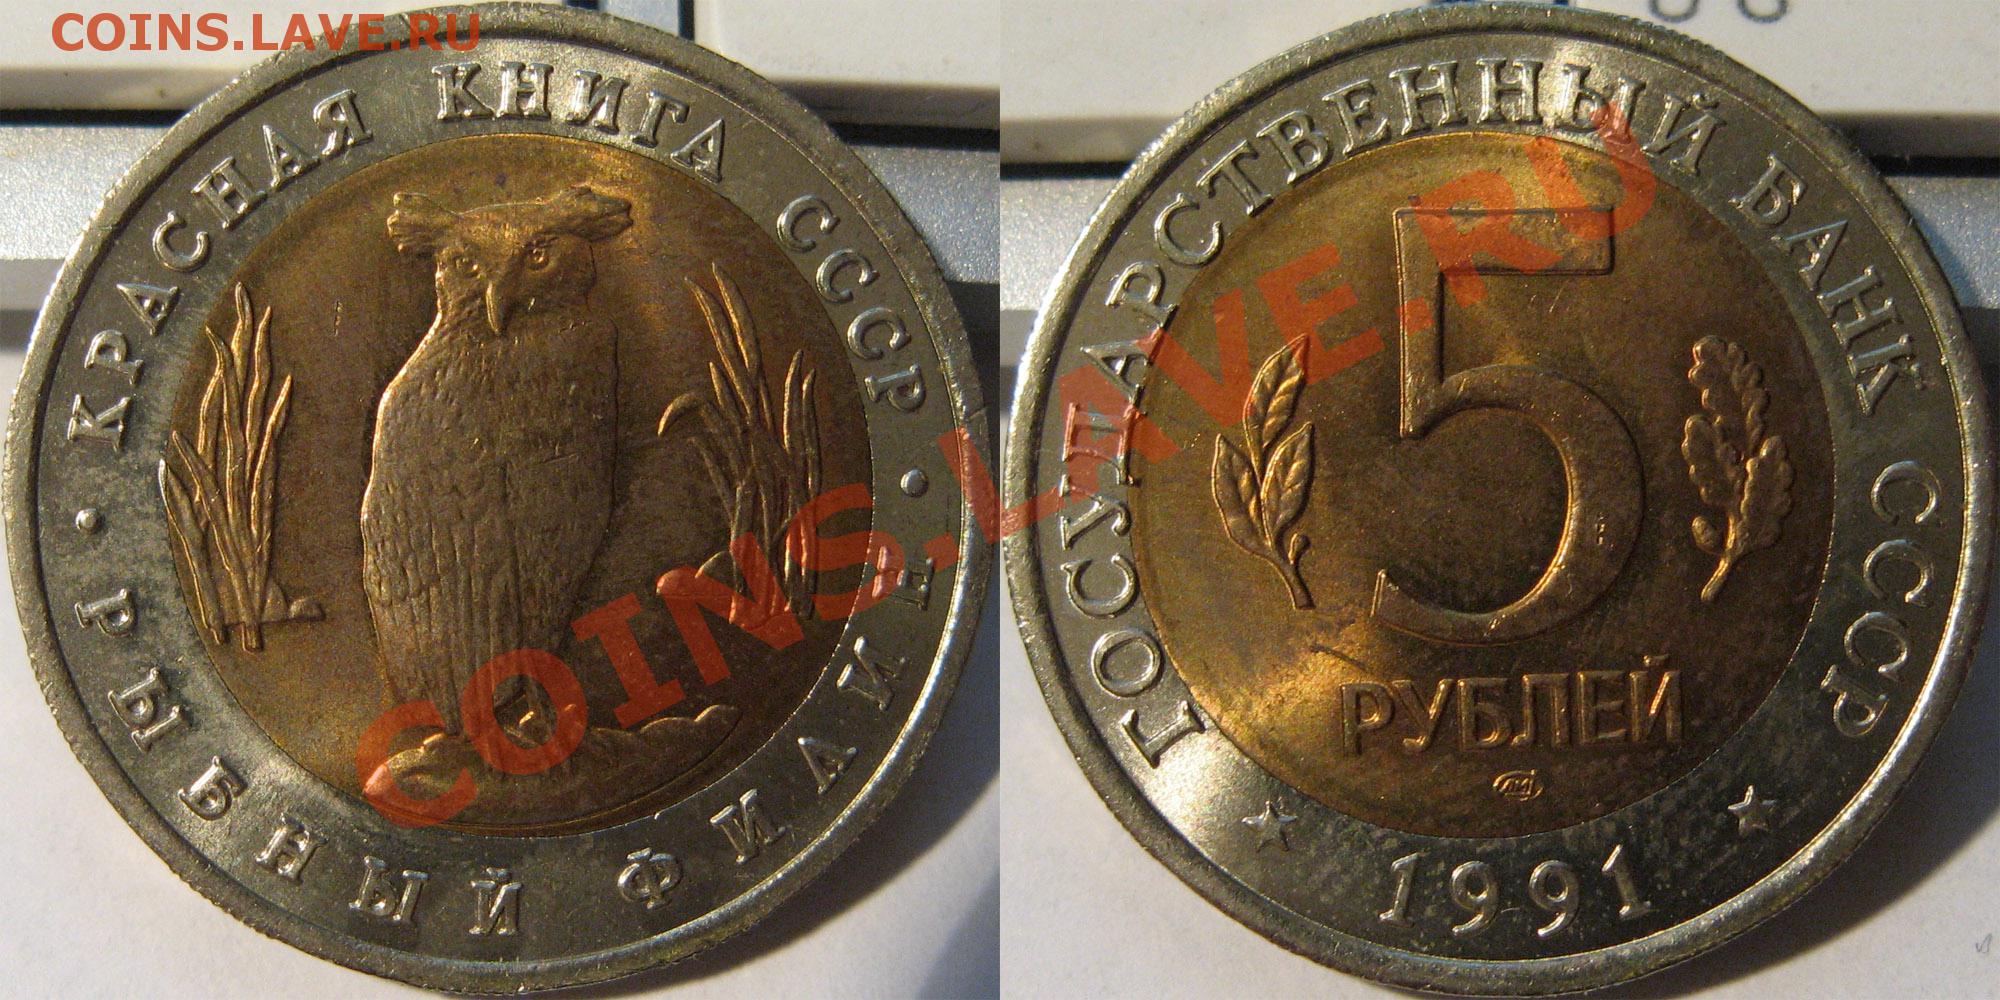 COINS.LAVE.RU
· КРАСНАЯ КНИГА СССР ·
РЫБНЫЙ ФИЛИН
ГОСУДАРСТВЕННЫЙ БАНК СССР
5
РУБЛЕЙ
ЛМД
1991
COINS.LAVE.RU